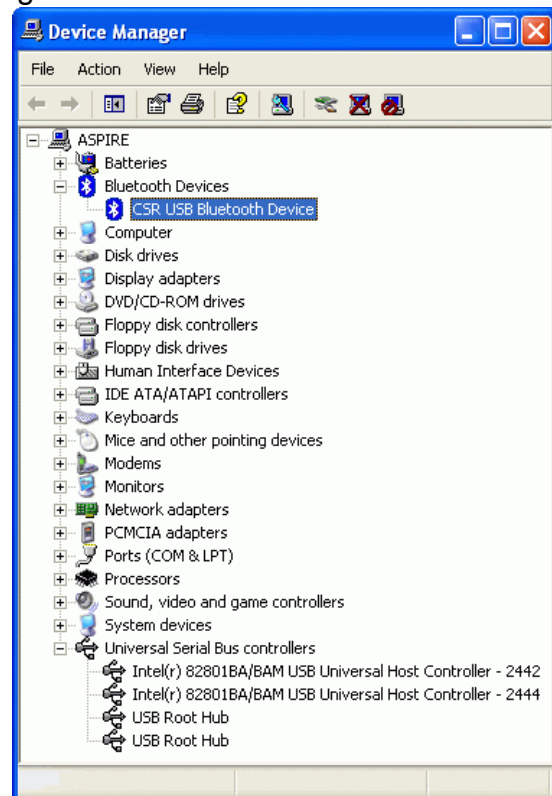 g
Device Manager
File Action View Help
ASPIRE
Batteries
Bluetooth Devices
CSR USB Bluetooth Device
Computer
Disk drives
Display adapters
DVD/CD-ROM drives
Floppy disk controllers
Floppy disk drives
Human Interface Devices
IDE ATA/ATAPI controllers
Keyboards
Mice and other pointing devices
Modems
Monitors
Network adapters
PCMCIA adapters
Ports (COM & LPT)
Processors
Sound, video and game controllers
System devices
Universal Serial Bus controllers
Intel(r) 82801BA/BAM USB Universal Host Controller - 2442
Intel(r) 82801BA/BAM USB Universal Host Controller - 2444
USB Root Hub
USB Root Hub